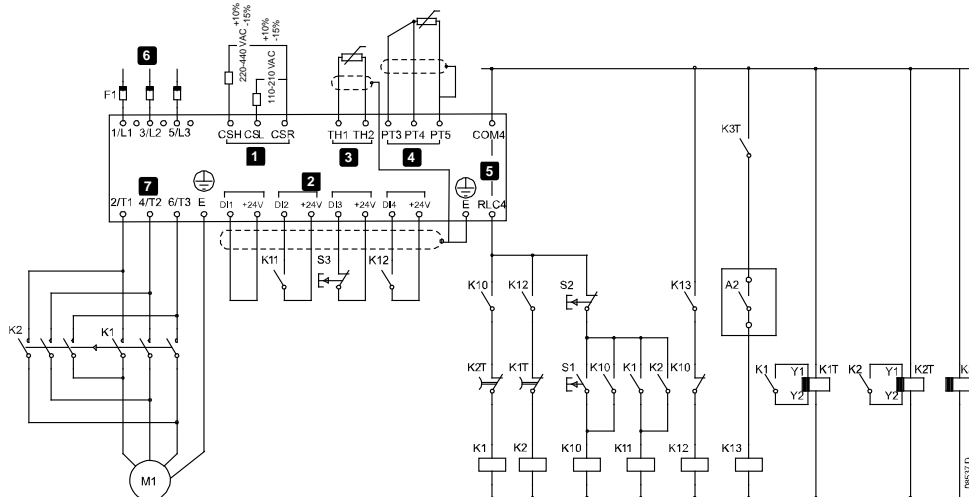 +10%
-15%
220-440 VAC
+10%
-15%
110-210 VAC
6
F1
1/L1 3/L2 5/L3
CSH CSL CSR
TH1 TH2
PT3 PT4 PT5
COM4
1
3
4
5
K3T
7
2
2/T1 4/T2 6/T3 E
DI1 +24V DI2 +24V DI3 +24V DI4 +24V
E RLC4
K11
S3
K12
K10
K12
S2
K13
A2
K2
K1
K2T
K1T
S1
K10
K1
K2
K10
K1
Y1
Y2
K1T
K2
Y1
Y2
K2T
K1
K2
K10
K11
K12
K13
M1